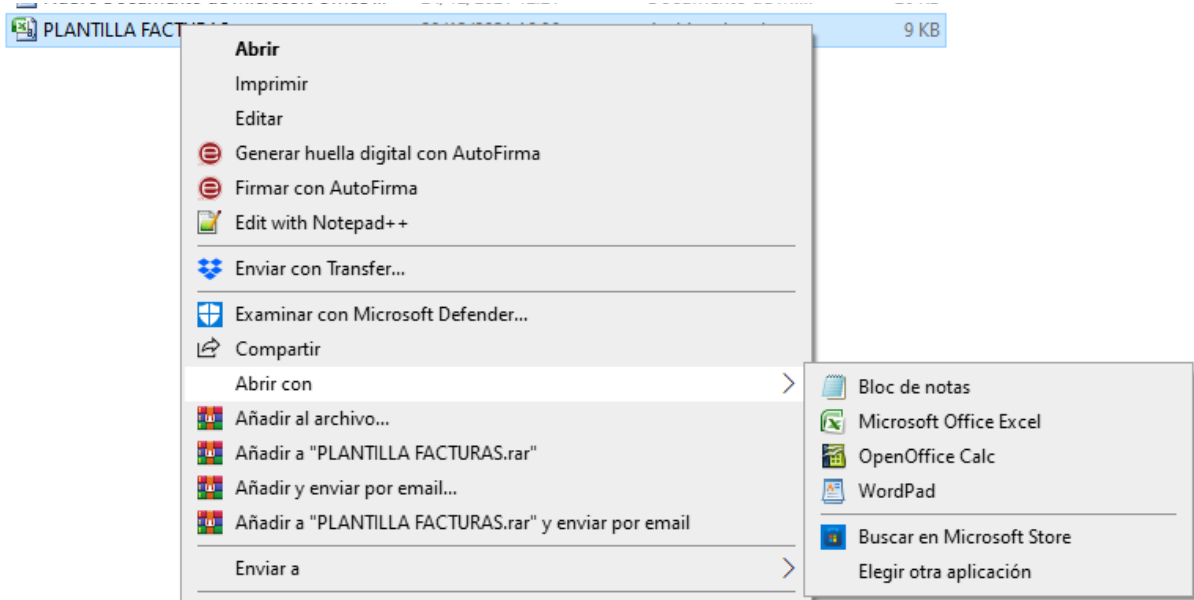 PLANTILLA FACT
9 KB
Abrir
Imprimir
Editar
Generar huella digital con AutoFirma
Firmar con AutoFirma
Edit with Notepad++
Enviar con Transfer...
Examinar con Microsoft Defender...
Compartir
Abrir con
Añadir al archivo...
Añadir a "PLANTILLA FACTURAS.rar"
Añadir y enviar por email...
Añadir a "PLANTILLA FACTURAS.rar" y enviar por email
Enviar a
Bloc de notas
Microsoft Office Excel
OpenOffice Calc
WordPad
Buscar en Microsoft Store
Elegir otra aplicación